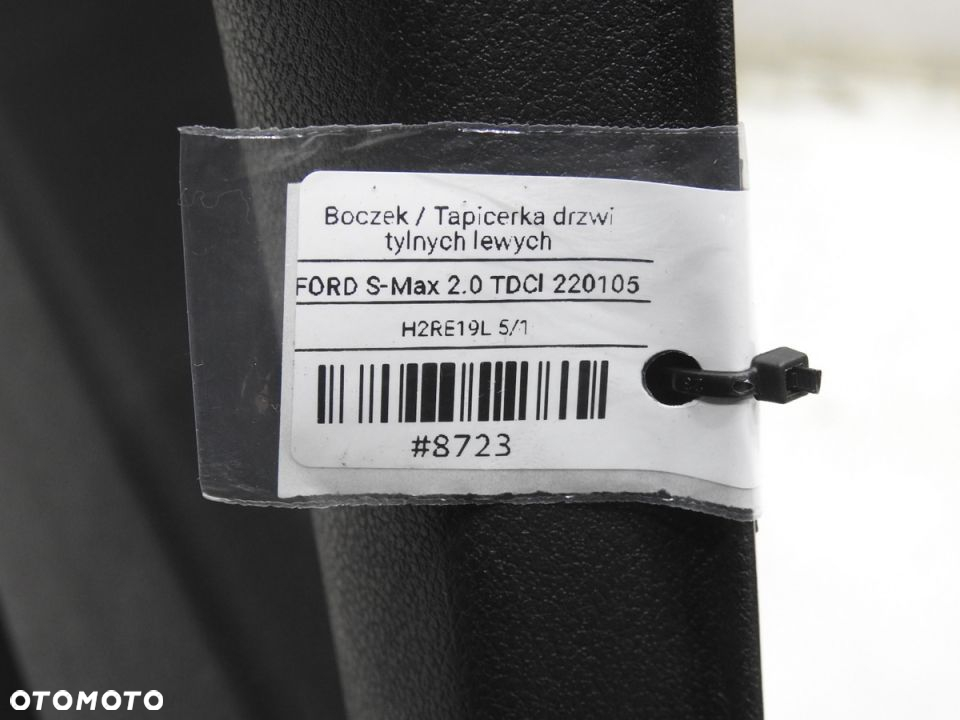 Boczek / Tapicerka drzwi
tylnych lewych
FORD S-Max 2.0 TDCI 220105
H2RE19L 5/1
#8723
OTOMOTO